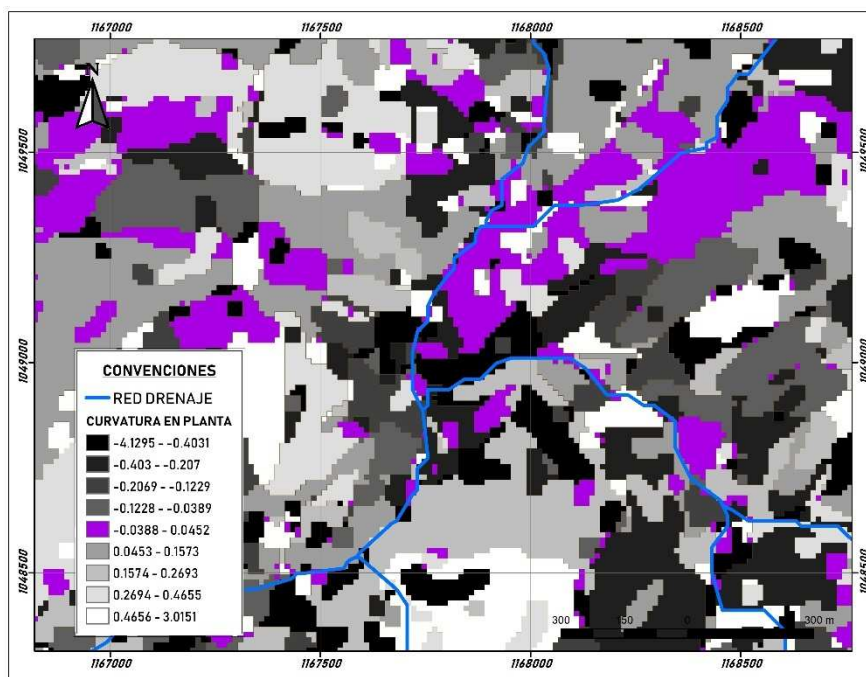 1167000 1167500 1168000 1168500
N
1049500 1049500
1049000 1049000
1048500 1048500
CONVENCIONES
RED DRENAJE
CURVATURA EN PLANTA
-4.1295 - -0.4031
-0.403 - -0.207
-0.2069 - -0.1229
-0.1228 - -0.0389
-0.0388 - 0.0452
0.0453 - 0.1573
0.1574 - 0.2693
0.2694 - 0.4655
0.4656 - 3.0151
300 150 0 300 m
1167000 1167500 1168000 1168500